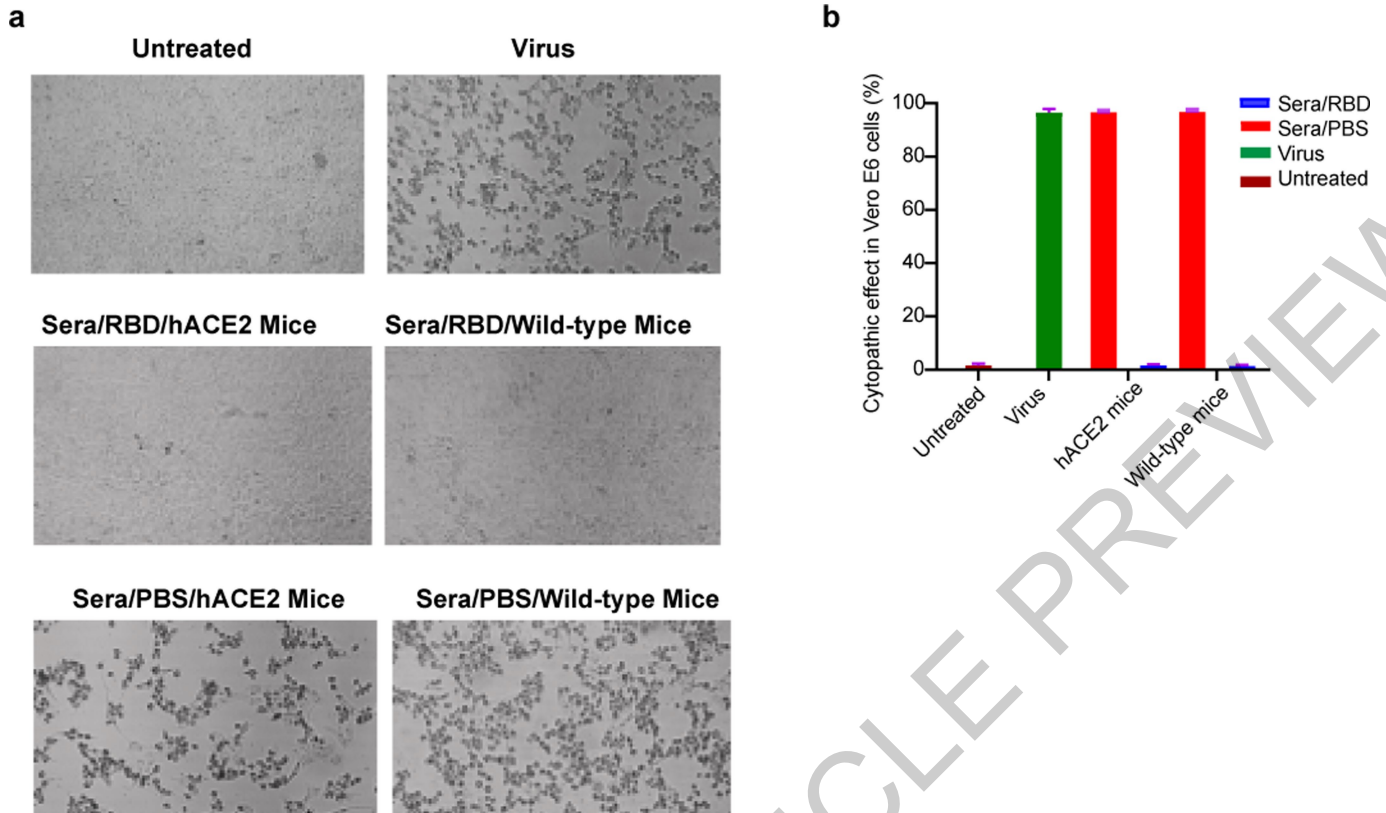 a
Untreated
Virus
Sera/RBD/hACE2 Mice
Sera/RBD/Wild-type Mice
Sera/PBS/hACE2 Mice
Sera/PBS/Wild-type Mice
b
Cytopathic effect in Vero E6 cells (%)
100
80
60
40
20
0
Untreated
Virus
hACE2 mice
Wild-type mice
Sera/RBD
Sera/PBS
Virus
Untreated
CLE PREVIEW